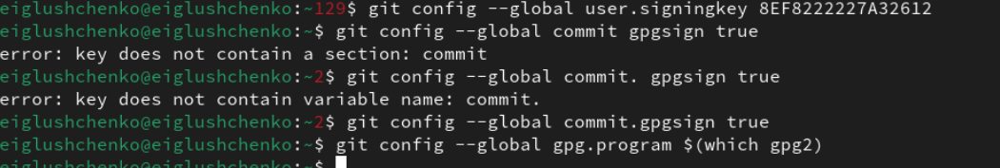 eiglushchenko@eiglushchenko:~129$ git config --global user.signingkey 8EF8222227A32612
eiglushchenko@eiglushchenko:~$ git config --global commit gpgsign true
error: key does not contain a section: commit
eiglushchenko@eiglushchenko:~2$ git config --global commit. gpgsign true
error: key does not contain variable name: commit.
eiglushchenko@eiglushchenko:~2$ git config --global commit.gpgsign true
eiglushchenko@eiglushchenko:~$ git config --global gpg.program $(which gpg2)
eiglushchenko@eiglushchenko:~$